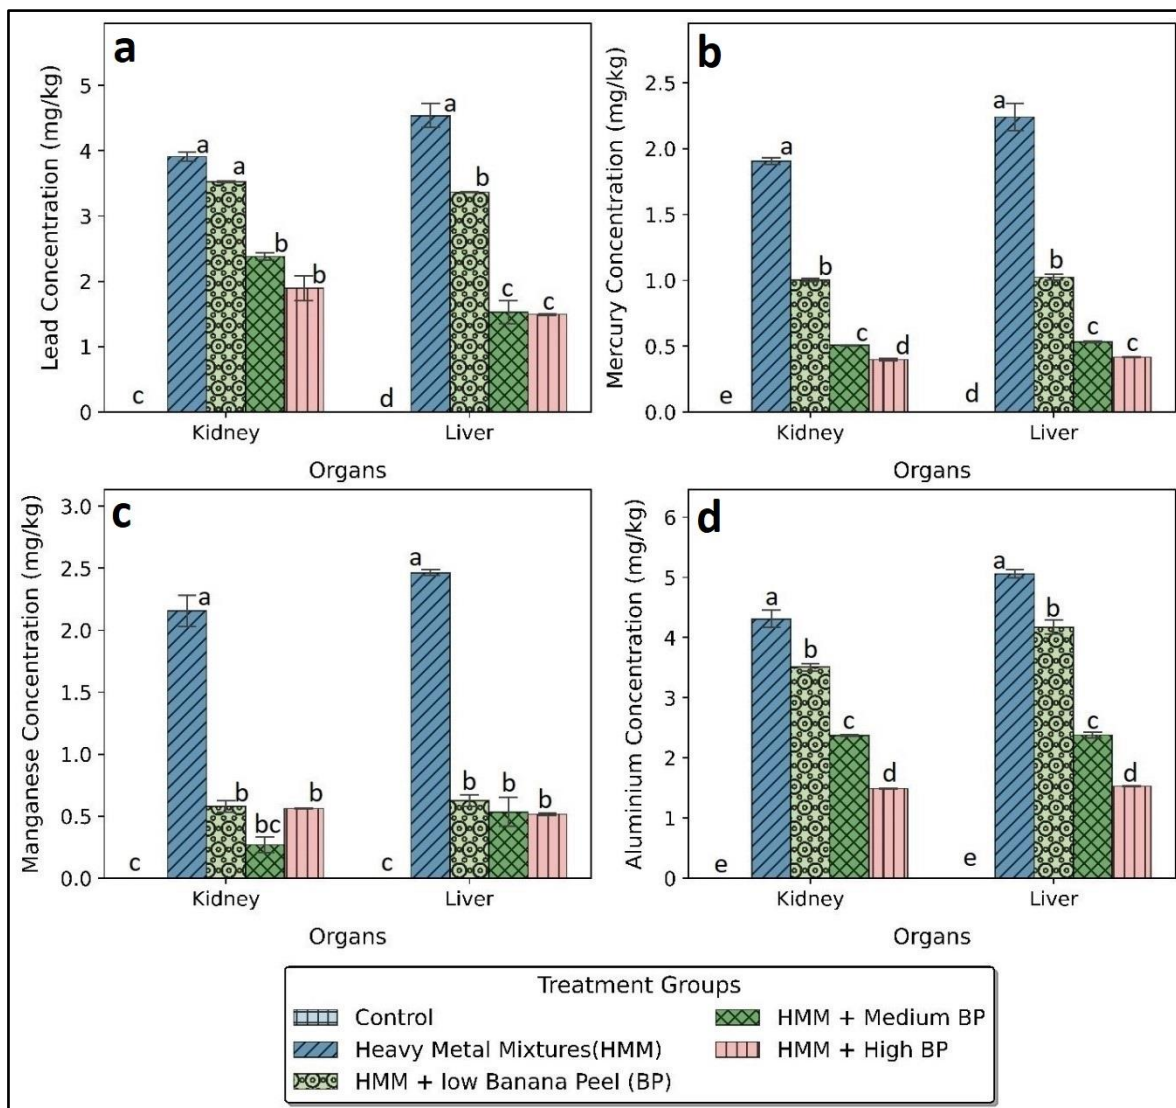 a
Lead Concentration (mg/kg)
5
4
3
2
1
0
a
a
a
b
b
b
c
c
c
d
Kidney
Liver
Organs
b
Mercury Concentration (mg/kg)
2.5
2.0
1.5
1.0
0.5
0.0
a
a
b
b
c
d
c
c
e
d
Kidney
Liver
Organs
c
Manganese Concentration (mg/kg)
3.0
2.5
2.0
1.5
1.0
0.5
0.0
a
a
b
bc
b
b
b
b
c
c
Kidney
Liver
Organs
d
Aluminium Concentration (mg/kg)
6
5
4
3
2
1
0
a
a
b
b
c
c
d
d
e
e
Kidney
Liver
Organs
Treatment Groups
Control
Heavy Metal Mixtures(HMM)
HMM + low Banana Peel (BP)
HMM + Medium BP
HMM + High BP